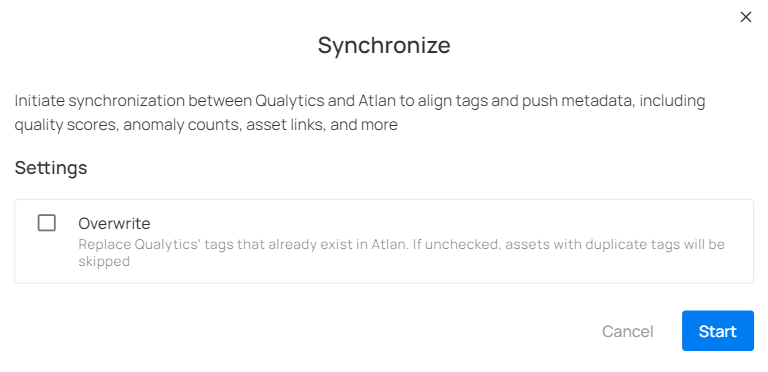 Synchronize
Initiate synchronization between Qualytics and Atlan to align tags and push metadata, including
quality scores, anomaly counts, asset links, and more
Settings
Overwrite
Replace Qualytics' tags that already exist in Atlan. If unchecked, assets with duplicate tags will be
skipped
Cancel
Start